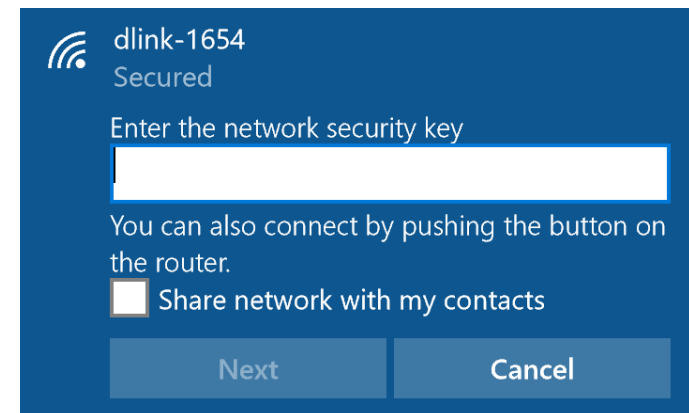 dlink-1654
Secured
Enter the network security key
You can also connect by pushing the button on
the router.
Share network with my contacts
Next
Cancel